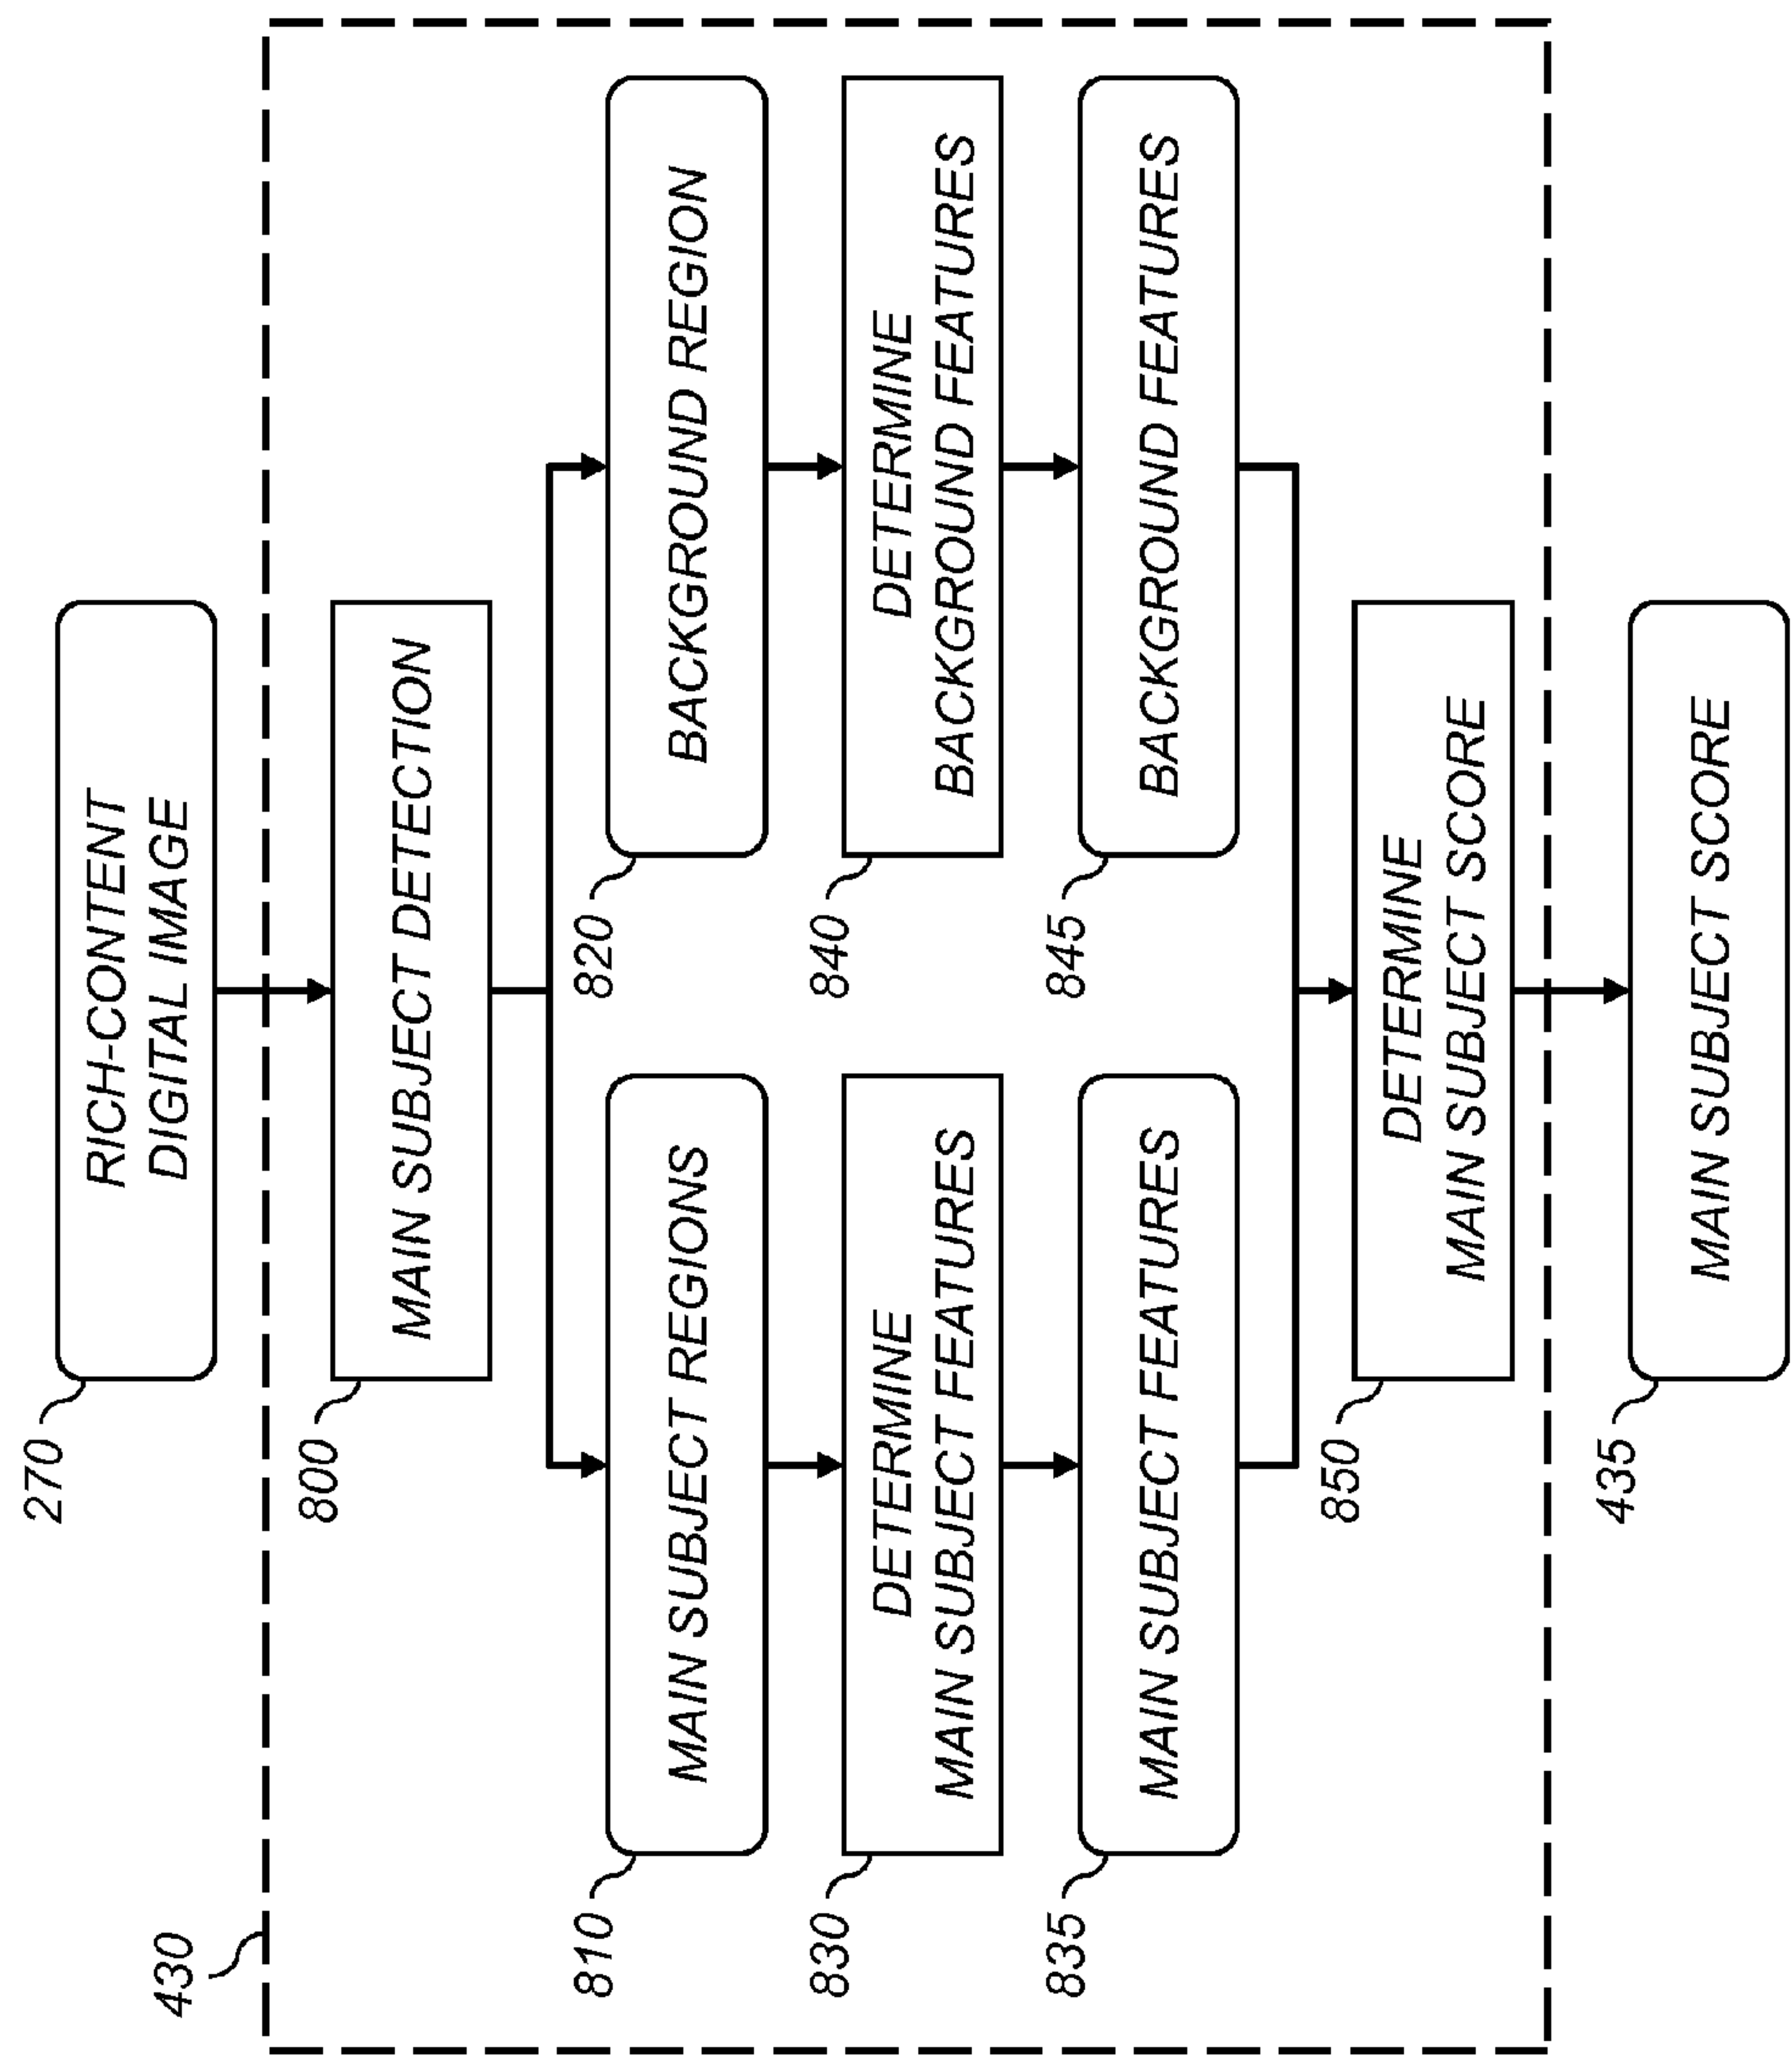 430
270
RICH-CONTENT
DIGITAL IMAGE
800
MAIN SUBJECT DETECTION
810
MAIN SUBJECT REGIONS
820
BACKGROUND REGION
830
DETERMINE
MAIN SUBJECT FEATURES
840
DETERMINE
BACKGROUND FEATURES
835
MAIN SUBJECT FEATURES
845
BACKGROUND FEATURES
850
DETERMINE
MAIN SUBJECT SCORE
435
MAIN SUBJECT SCORE